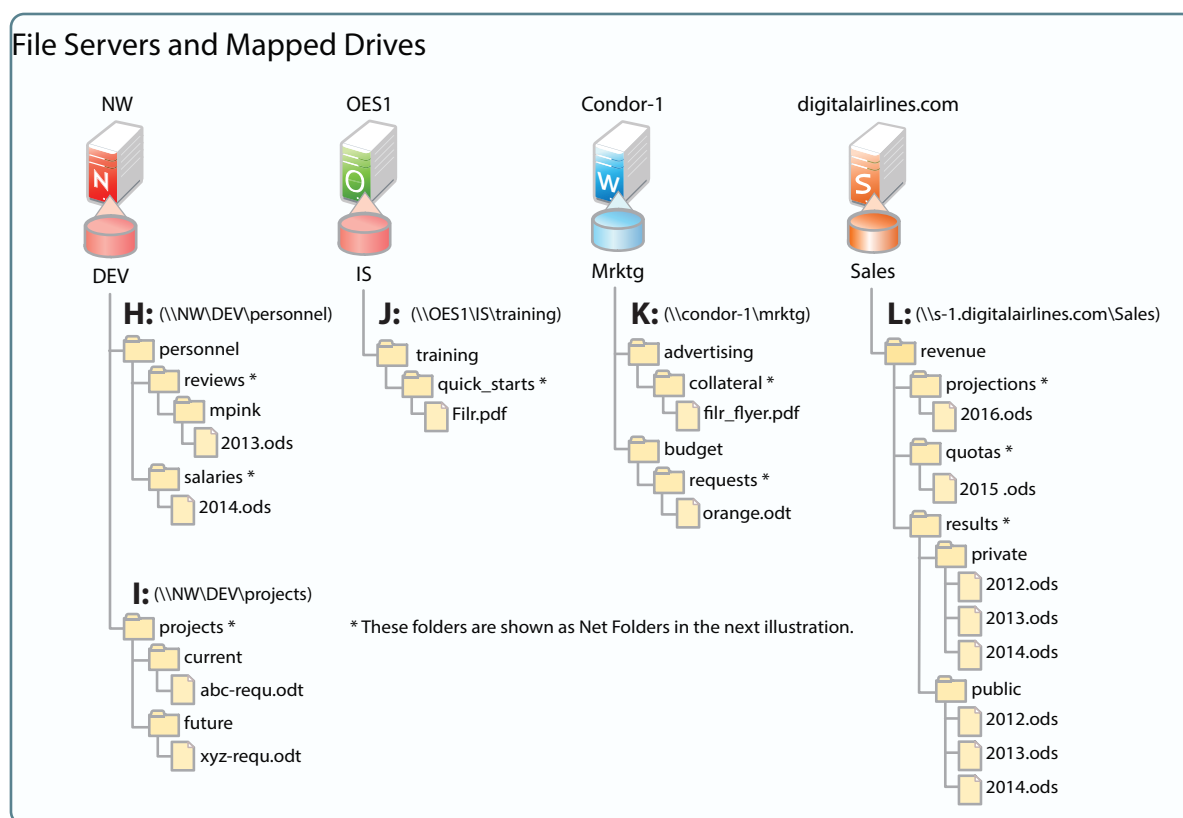 File Servers and Mapped Drives
NW
N
DEV
H: (\\NW\DEV\personnel)
personnel
reviews *
mpink
2013.ods
salaries *
2014.ods
I: (\\NW\DEV\projects)
projects *
current
abc-requ.odt
future
xyz-requ.odt
OES1
O
IS
J: (\\OES1\IS\training)
training
quick_starts *
Filr.pdf
Condor-1
W
Mrktg
K: (\\condor-1\mrktg)
advertising
collateral *
filr_flyer.pdf
budget
requests *
orange.odt
digitalairlines.com
S
Sales
L: (\\s-1.digitalairlines.com\Sales)
revenue
projections *
2016.ods
quotas *
2015 .ods
results *
private
2012.ods
2013.ods
2014.ods
public
2012.ods
2013.ods
2014.ods
* These folders are shown as Net Folders in the next illustration.